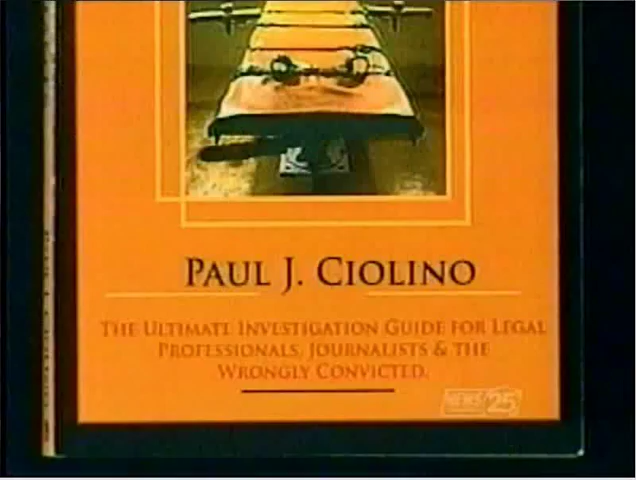 PAUL J. CIOLINO
THE ULTIMATE INVESTIGATION GUIDE FOR LEGAL
PROFESSIONALS, JOURNALISTS & THE
WRONGLY CONVICTED.
NEWS 25